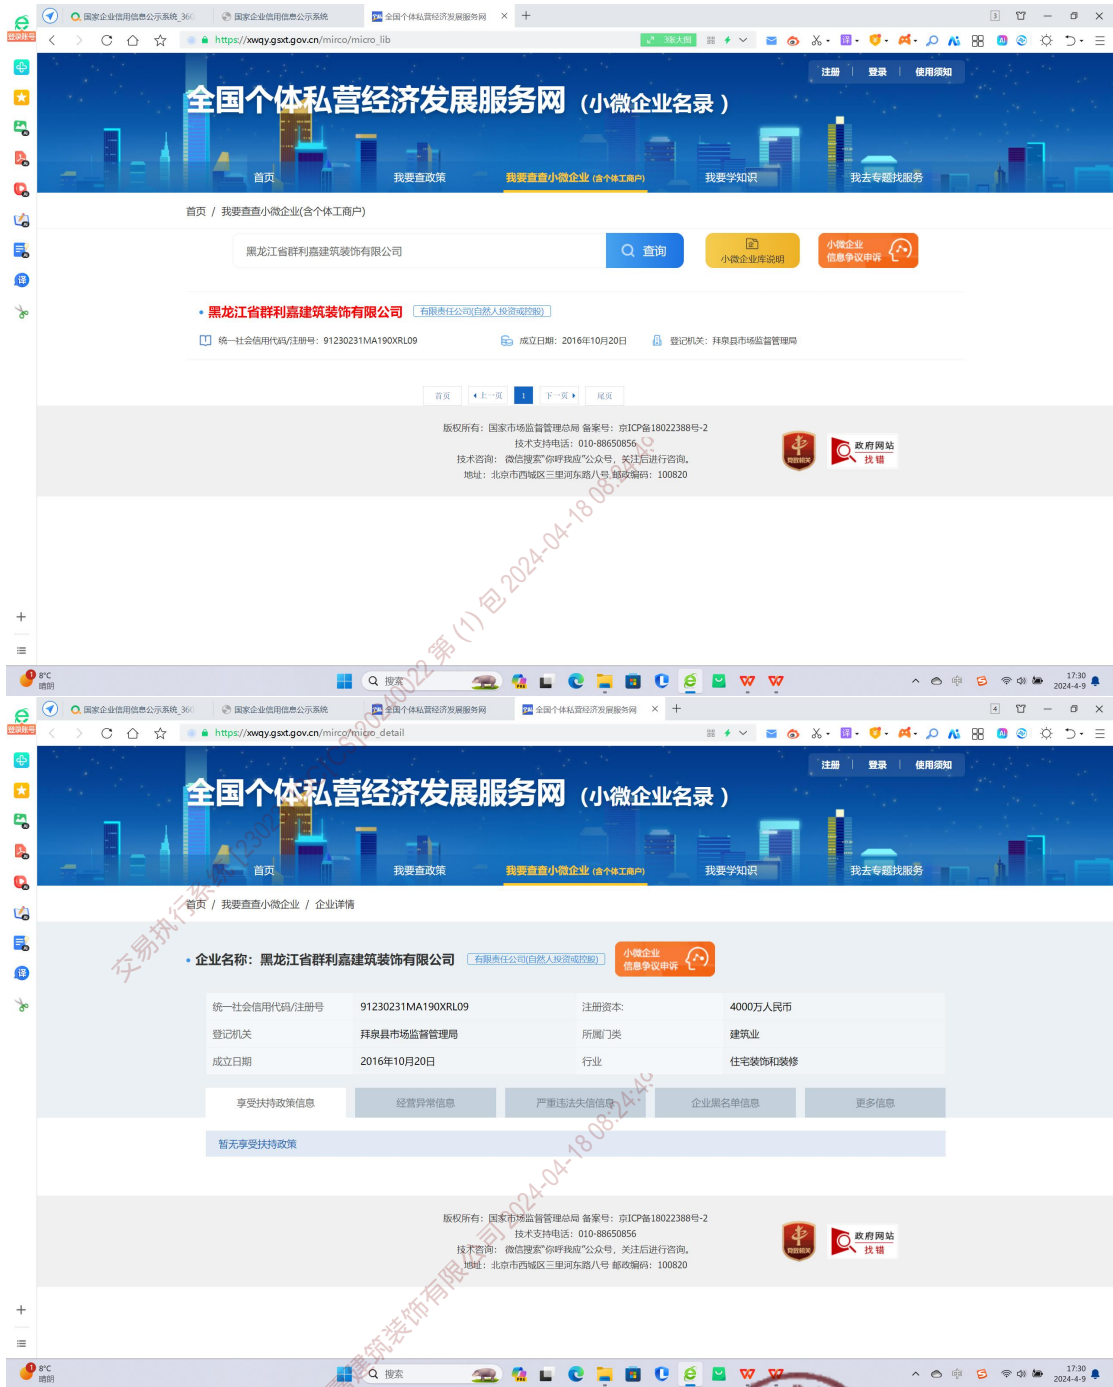 国家企业信用信息公示系统_360
国家企业信用信息公示系统
全国个体私营经济发展服务网
3
登录账号
https://xwqy.gsxt.gov.cn/mirco/micro_lib
注册 | 登录 | 使用须知
全国个体私营经济发展服务网（小微企业名录）
首页 我要查政策 我要查查小微企业 (含个体工商户) 我要学知识 我去专题找服务
首页 / 我要查查小微企业(含个体工商户)
黑龙江省群利嘉建筑装饰有限公司
查询
小微企业库说明
小微企业
信息争议申诉
黑龙江省群利嘉建筑装饰有限公司 有限责任公司(自然人投资或控股)
统一社会信用代码/注册号：91230231MA190XRL09 成立日期：2016年10月20日 登记机关：拜泉县市场监督管理局
首页 上一页 1 下一页 尾页
版权所有：国家市场监督管理总局 备案号：京ICP备18022388号-2
技术支持电话：010-88650856
技术咨询：微信搜索“你呼我应”公众号，关注后进行咨询。
地址：北京市西城区三里河东路八号 邮政编码：100820
党政机关
政府网站
找错
8°C
晴朗
搜索
中
17:30
2024-4-9
国家企业信用信息公示系统_360
国家企业信用信息公示系统
全国个体私营经济发展服务网
全国个体私营经济发展服务网
4
登录账号
https://xwqy.gsxt.gov.cn/mirco/micro_detail
注册 | 登录 | 使用须知
全国个体私营经济发展服务网（小微企业名录）
首页 我要查政策 我要查查小微企业 (含个体工商户) 我要学知识 我去专题找服务
首页 / 我要查查小微企业 / 企业详情
企业名称：黑龙江省群利嘉建筑装饰有限公司 有限责任公司(自然人投资或控股)
小微企业
信息争议申诉
统一社会信用代码/注册号 91230231MA190XRL09 注册资本: 4000万人民币
登记机关 拜泉县市场监督管理局 所属门类 建筑业
成立日期 2016年10月20日 行业 住宅装饰和装修
享受扶持政策信息 经营异常信息 严重违法失信信息 企业黑名单信息 更多信息
暂无享受扶持政策
版权所有：国家市场监督管理总局 备案号：京ICP备18022388号-2
技术支持电话：010-88650856
技术咨询：微信搜索“你呼我应”公众号，关注后进行咨询。
地址：北京市西城区三里河东路八号 邮政编码：100820
党政机关
政府网站
找错
8°C
晴朗
搜索
中
17:30
2024-4-9